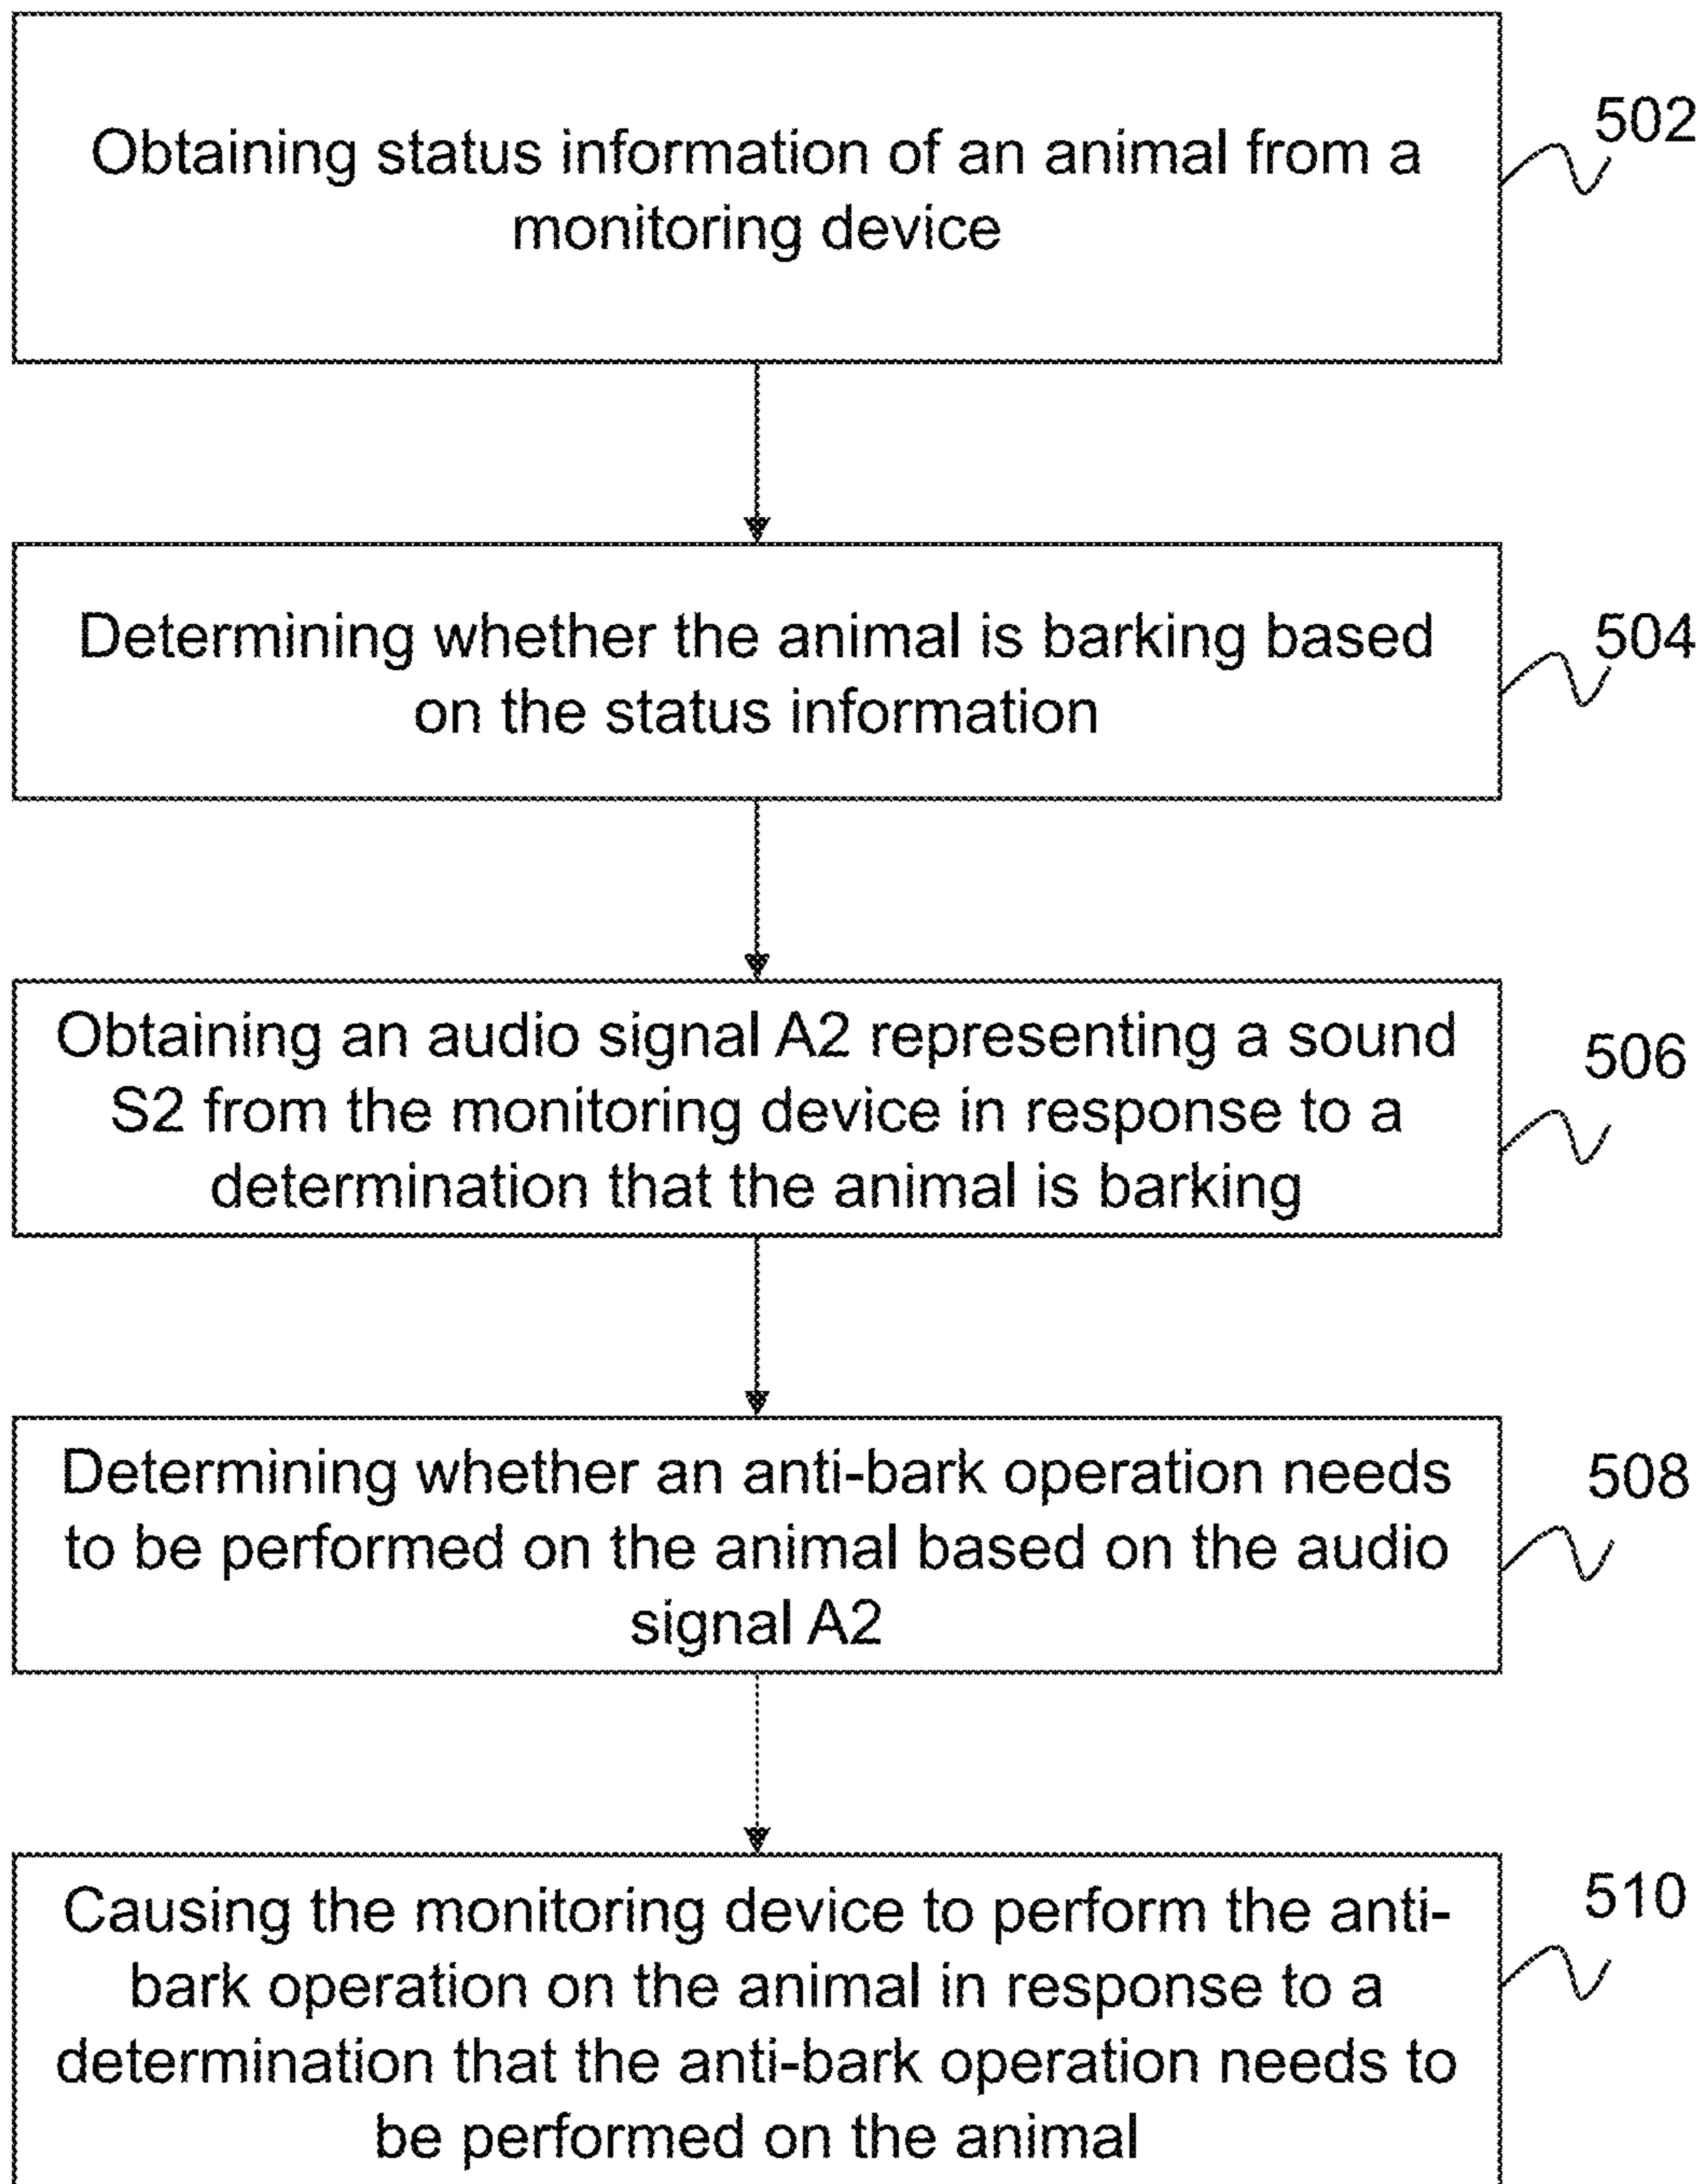 Obtaining status information of an animal from a
monitoring device
502
Determining whether the animal is barking based
on the status information
504
Obtaining an audio signal A2 representing a sound
S2 from the monitoring device in response to a
determination that the animal is barking
506
Determining whether an anti-bark operation needs
to be performed on the animal based on the audio
signal A2
508
Causing the monitoring device to perform the anti-
bark operation on the animal in response to a
determination that the anti-bark operation needs to
be performed on the animal
510